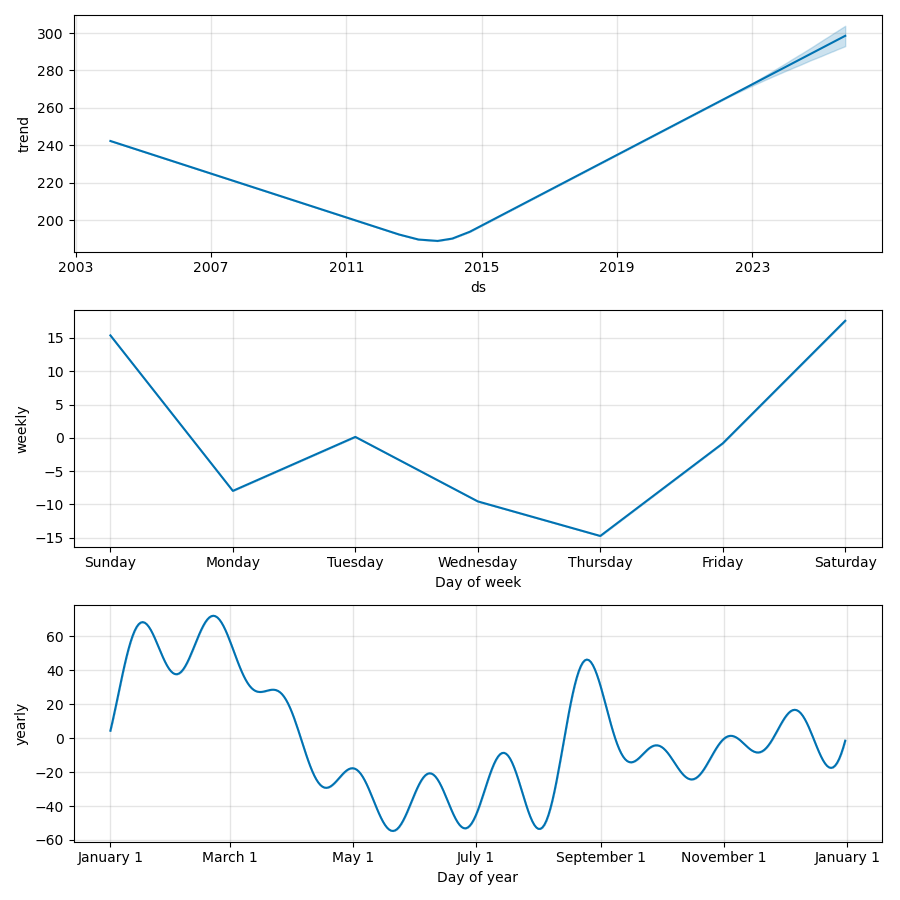 300
280
260
240
220
200
trend
2003 2007 2011 2015 2019 2023
ds
15
10
5
0
−5
−10
−15
weekly
Sunday Monday Tuesday Wednesday Thursday Friday Saturday
Day of week
60
40
20
0
−20
−40
−60
yearly
January 1 March 1 May 1 July 1 September 1 November 1 January 1
Day of year